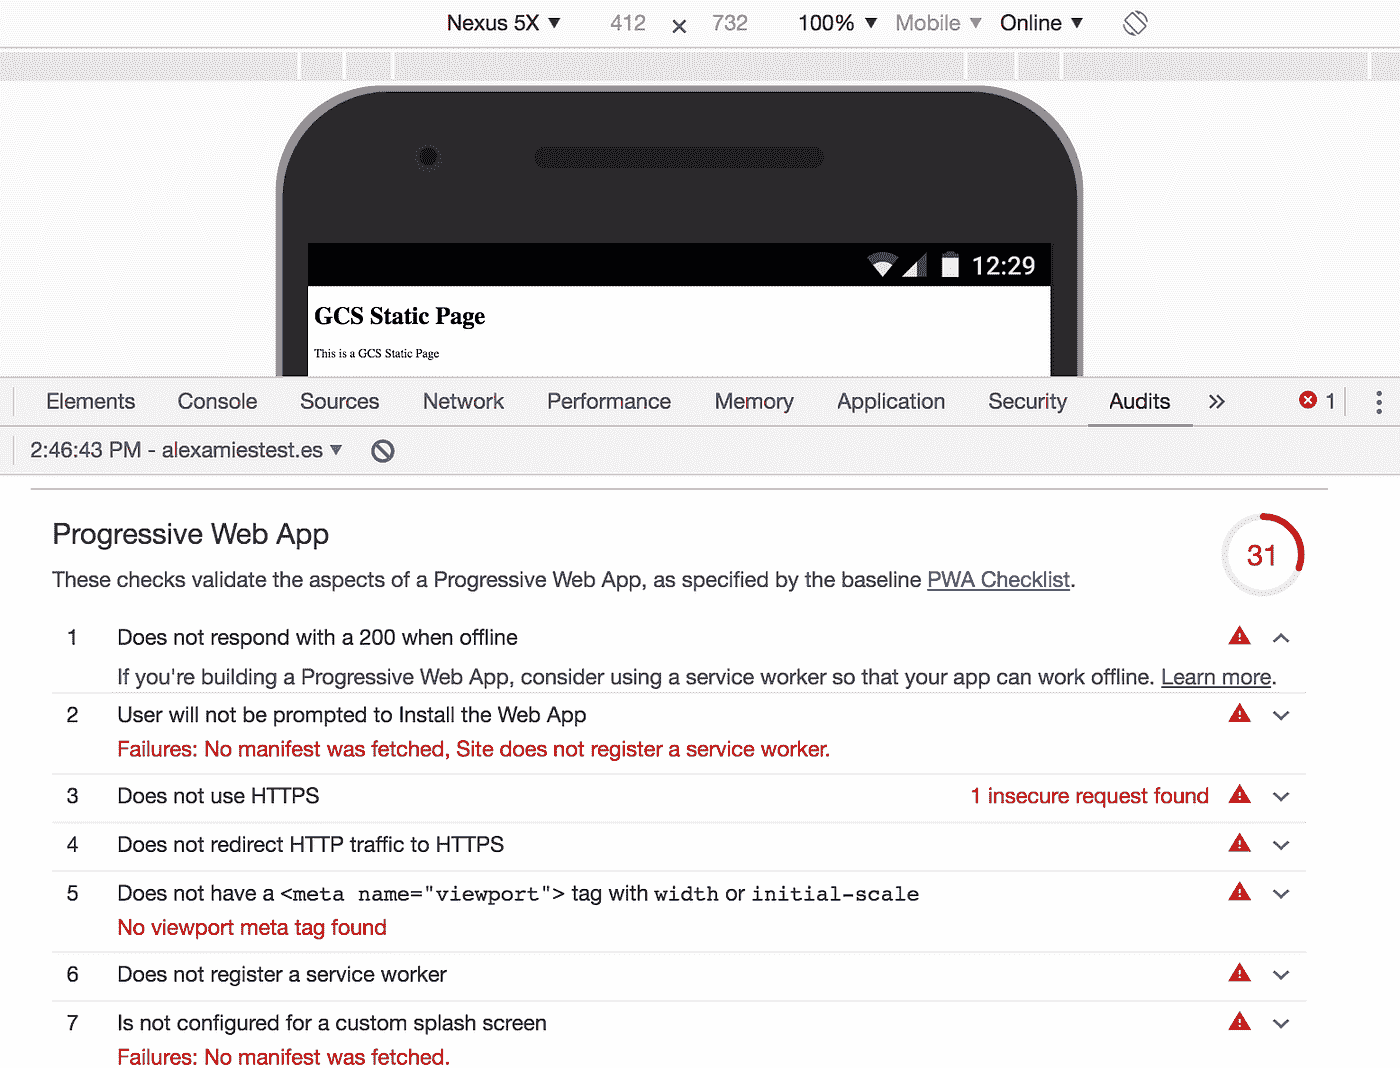 Nexus 5X ▼ 412 × 732 100% ▼ Mobile ▼ Online ▼
12:29
GCS Static Page
This is a GCS Static Page
Elements Console Sources Network Performance Memory Application Security Audits » 1
2:46:43 PM - alexamiestest.es ▼
Progressive Web App
31
These checks validate the aspects of a Progressive Web App, as specified by the baseline PWA Checklist.
1 Does not respond with a 200 when offline
If you're building a Progressive Web App, consider using a service worker so that your app can work offline. Learn more.
2 User will not be prompted to Install the Web App
Failures: No manifest was fetched, Site does not register a service worker.
3 Does not use HTTPS 1 insecure request found
4 Does not redirect HTTP traffic to HTTPS
5 Does not have a <meta name="viewport"> tag with width or initial-scale
No viewport meta tag found
6 Does not register a service worker
7 Is not configured for a custom splash screen
Failures: No manifest was fetched.